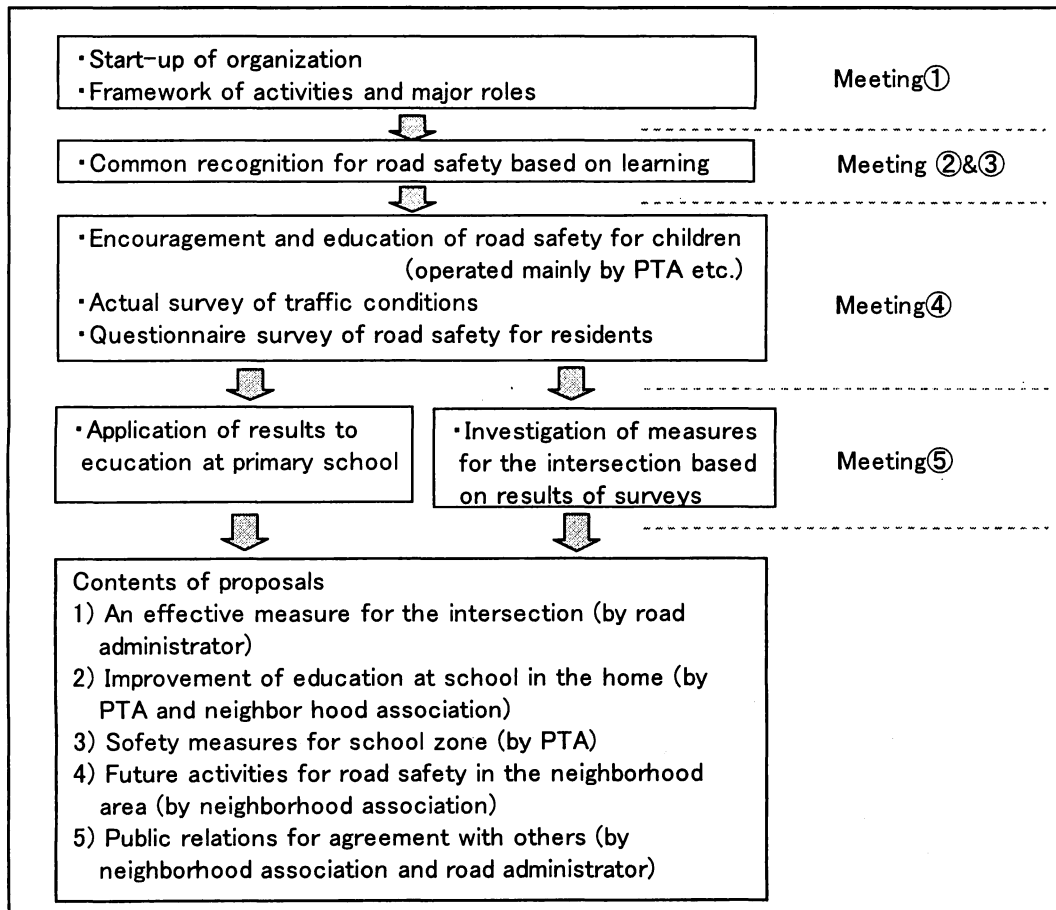 ・Start-up of organization
・Framework of activities and major roles
Meeting①
・Common recognition for road safety based on learning
Meeting ②&③
・Encouragement and education of road safety for children
(operated mainly by PTA etc.)
・Actual survey of traffic conditions
・Questionnaire survey of road safety for residents
Meeting④
・Application of results to
ecucation at primary school
・Investigation of measures
for the intersection based
on results of surveys
Meeting⑤
Contents of proposals
1) An effective measure for the intersection (by road
administrator)
2) Improvement of education at school in the home (by
PTA and neighbor hood association)
3) Sofety measures for school zone (by PTA)
4) Future activities for road safety in the neighborhood
area (by neighborhood association)
5) Public relations for agreement with others (by
neighborhood association and road administrator)